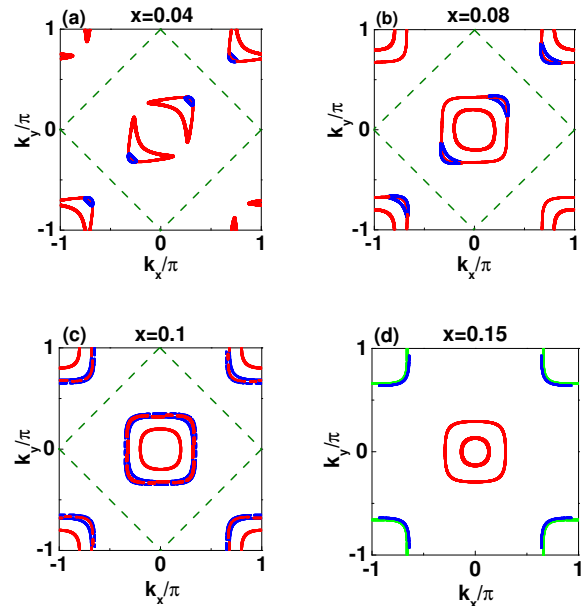 (a) x=0.04
1
0
-1
k_y/π
-1 0 1
k_x/π
(b) x=0.08
1
0
-1
k_y/π
-1 0 1
k_x/π
(c) x=0.1
1
0
-1
k_y/π
-1 0 1
k_x/π
(d) x=0.15
1
0
-1
k_y/π
-1 0 1
k_x/π